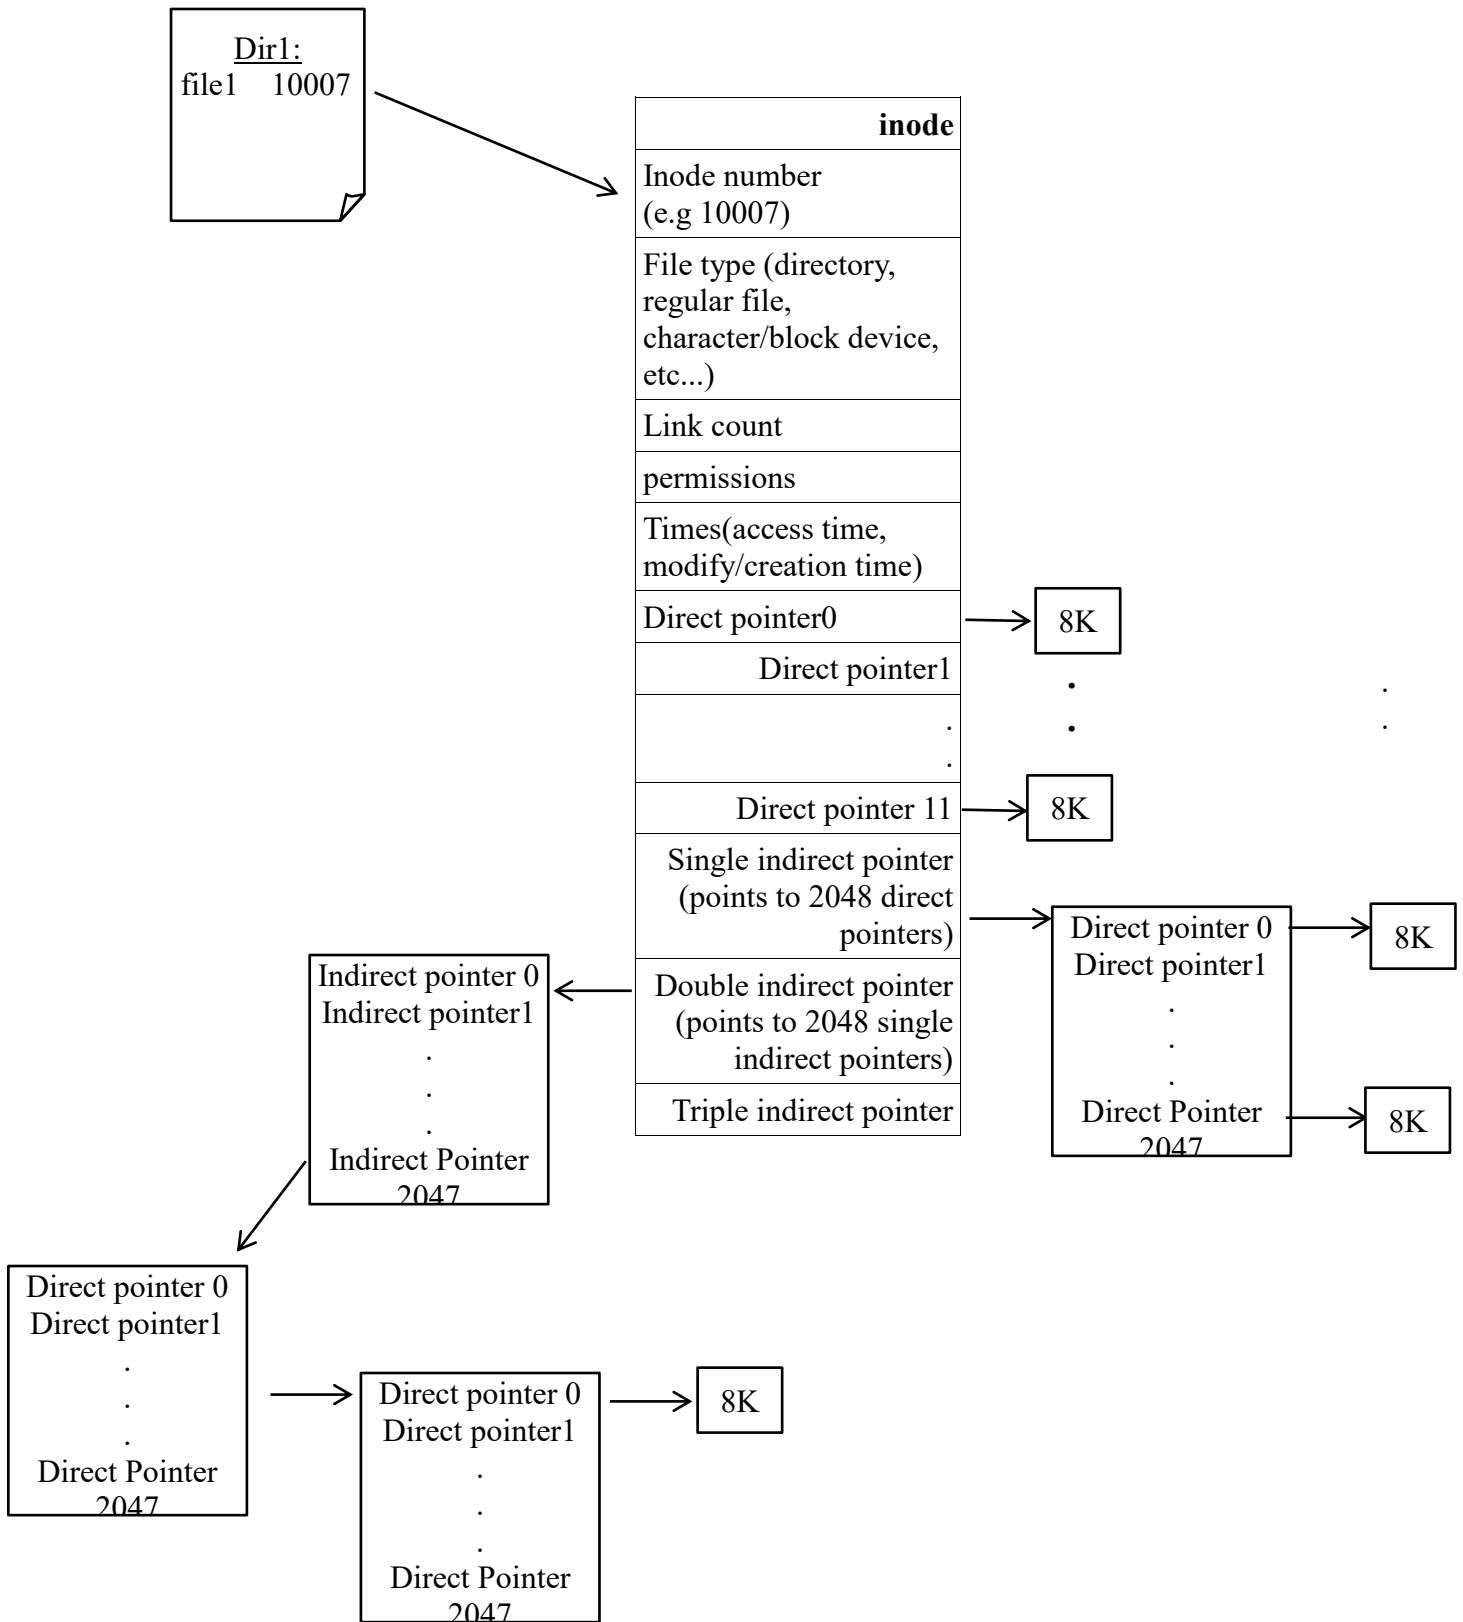 Dir1:
file1 10007
inode
Inode number
(e.g 10007)
File type (directory,
regular file,
character/block device,
etc...)
Link count
permissions
Times(access time,
modify/creation time)
Direct pointer0
8K
Direct pointer1
.
.
.
.
.
.
Direct pointer 11
8K
Single indirect pointer
(points to 2048 direct
pointers)
Direct pointer 0
Direct pointer1
.
.
.
Direct Pointer
2047
8K
8K
Double indirect pointer
(points to 2048 single
indirect pointers)
Triple indirect pointer
Indirect pointer 0
Indirect pointer1
.
.
.
Indirect Pointer
2047
Direct pointer 0
Direct pointer1
.
.
.
Direct Pointer
2047
Direct pointer 0
Direct pointer1
.
.
.
Direct Pointer
2047
8K